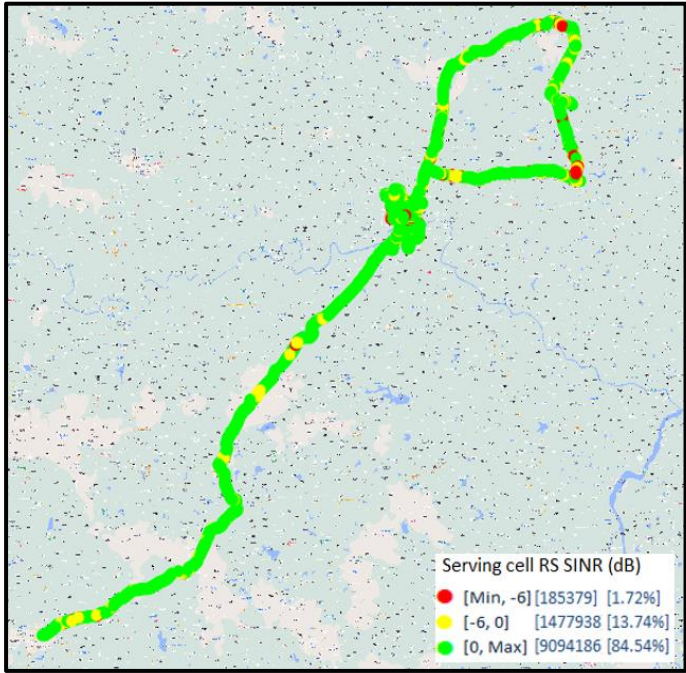 Serving cell RS SINR (dB)
[Min, -6] [185379] [1.72%]
[-6, 0] [1477938 [13.74%]
[0, Max] [9094186 [84.54%]